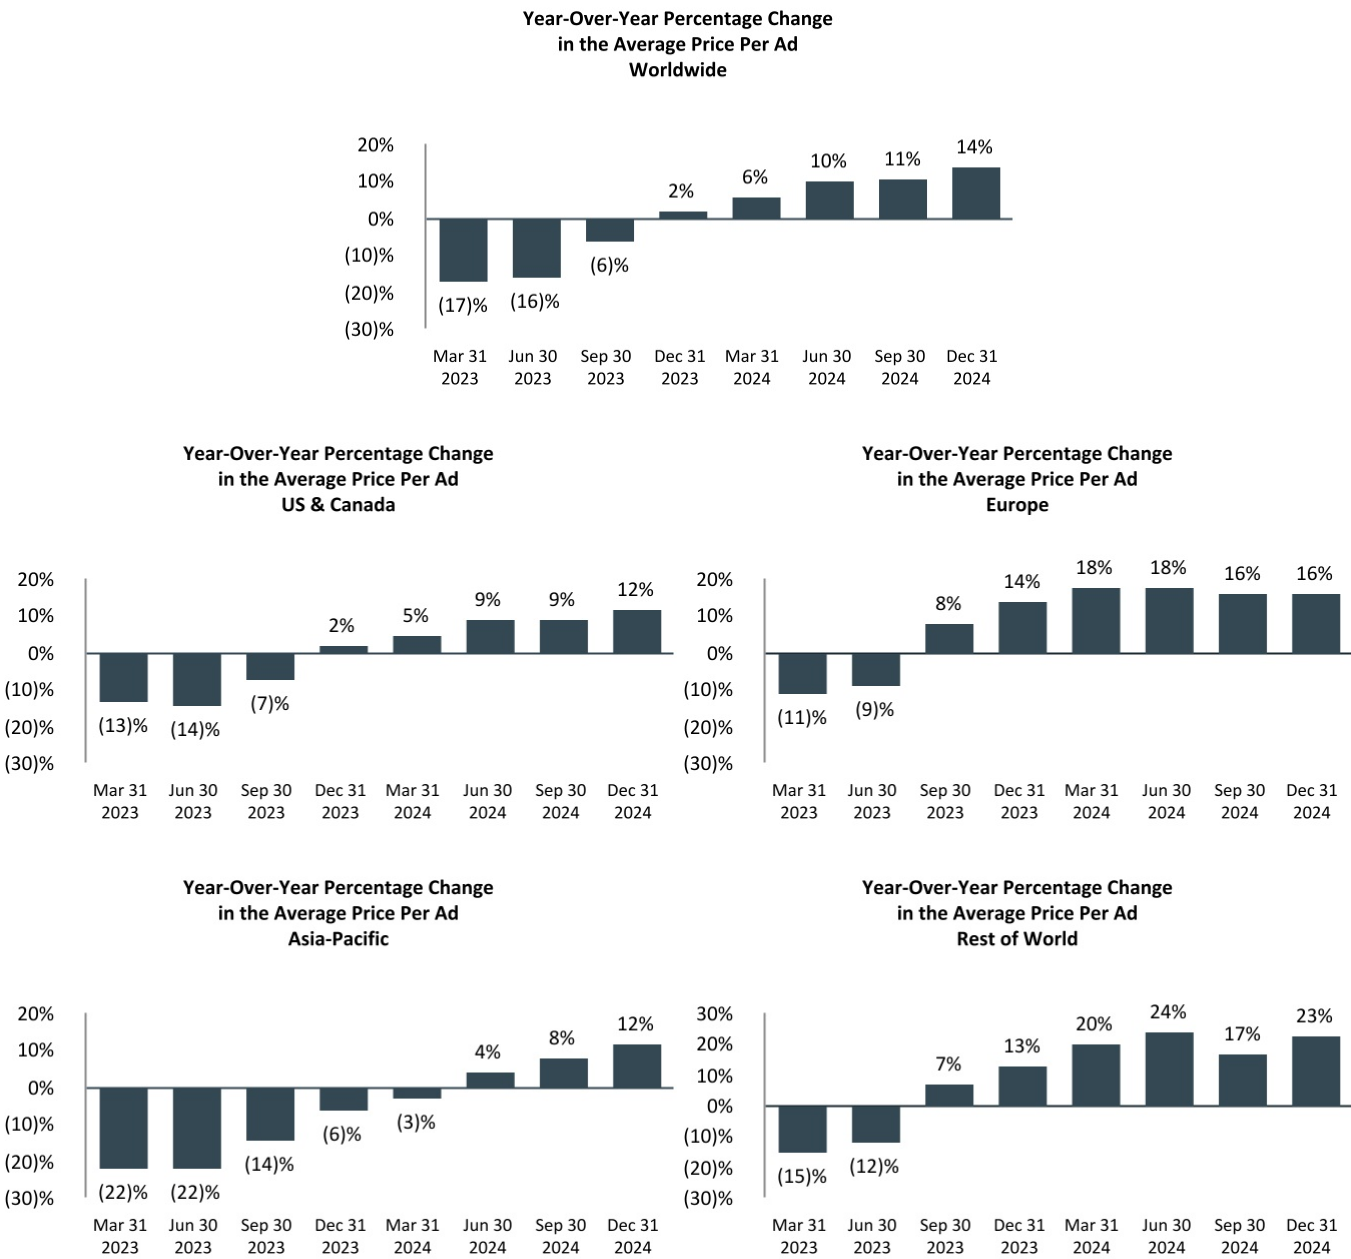 Year-Over-Year Percentage Change
in the Average Price Per Ad
Worldwide
20%
10%
0%
(10)%
(20)%
(30)%
(17)%
(16)%
(6)%
2%
6%
10%
11%
14%
Mar 31 Jun 30 Sep 30 Dec 31 Mar 31 Jun 30 Sep 30 Dec 31
2023 2023 2023 2023 2024 2024 2024 2024
Year-Over-Year Percentage Change
in the Average Price Per Ad
US & Canada
20%
10%
0%
(10)%
(20)%
(30)%
(13)%
(14)%
(7)%
2%
5%
9%
9%
12%
Mar 31 Jun 30 Sep 30 Dec 31 Mar 31 Jun 30 Sep 30 Dec 31
2023 2023 2023 2023 2024 2024 2024 2024
Year-Over-Year Percentage Change
in the Average Price Per Ad
Europe
20%
10%
0%
(10)%
(20)%
(30)%
(11)%
(9)%
8%
14%
18%
18%
16%
16%
Mar 31 Jun 30 Sep 30 Dec 31 Mar 31 Jun 30 Sep 30 Dec 31
2023 2023 2023 2023 2024 2024 2024 2024
Year-Over-Year Percentage Change
in the Average Price Per Ad
Asia-Pacific
20%
10%
0%
(10)%
(20)%
(30)%
(22)%
(22)%
(14)%
(6)%
(3)%
4%
8%
12%
Mar 31 Jun 30 Sep 30 Dec 31 Mar 31 Jun 30 Sep 30 Dec 31
2023 2023 2023 2023 2024 2024 2024 2024
Year-Over-Year Percentage Change
in the Average Price Per Ad
Rest of World
30%
20%
10%
0%
(10)%
(20)%
(30)%
(15)%
(12)%
7%
13%
20%
24%
17%
23%
Mar 31 Jun 30 Sep 30 Dec 31 Mar 31 Jun 30 Sep 30 Dec 31
2023 2023 2023 2023 2024 2024 2024 2024